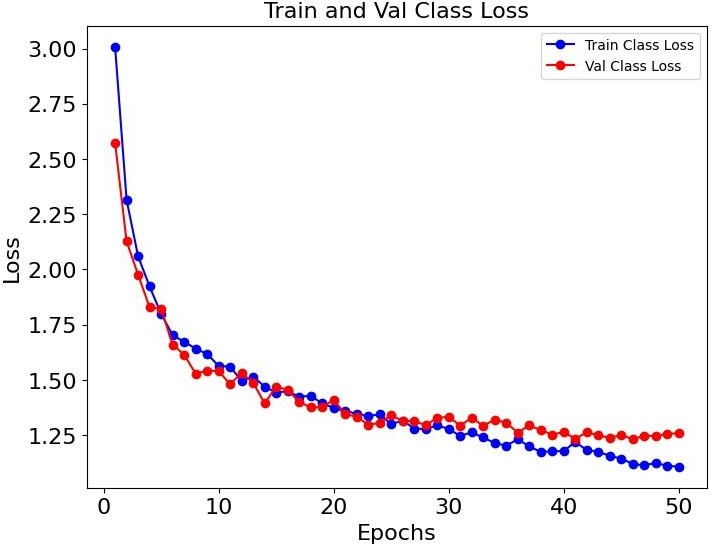 Train and Val Class Loss
Train Class Loss
Val Class Loss
3.00
2.75
2.50
2.25
2.00
1.75
1.50
1.25
Loss
0 10 20 30 40 50
Epochs